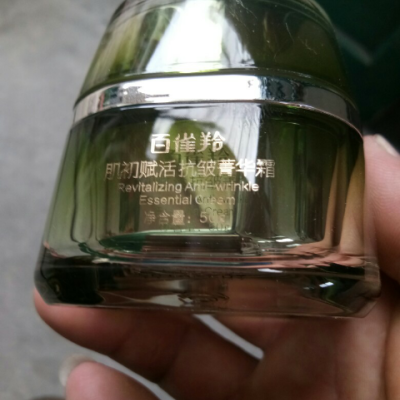 百雀羚
肌初赋活抗皱菁华霜
Revitalizing Anti-wrinkle
Essential Cream
净含量: